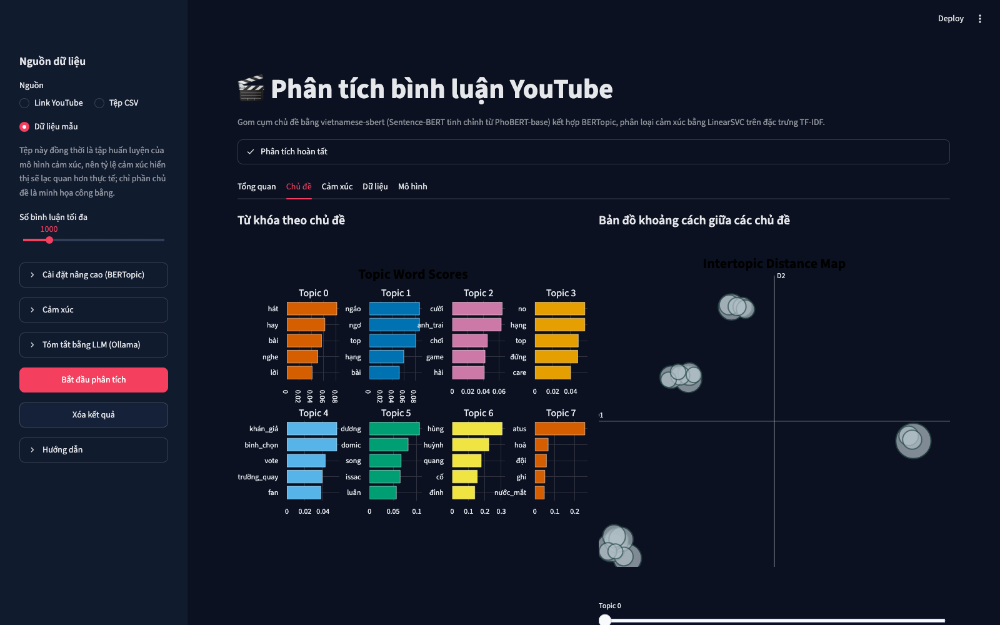 Deploy
Nguồn dữ liệu
Nguồn
Link YouTube
Tệp CSV
Dữ liệu mẫu
Tệp này đồng thời là tập huấn luyện của
mô hình cảm xúc, nên tỷ lệ cảm xúc hiển
thị sẽ lạc quan hơn thực tế; chỉ phần chủ
đề là minh họa công bằng.
Số bình luận tối đa
1000
Cài đặt nâng cao (BERTopic)
Cảm xúc
Tóm tắt bằng LLM (Ollama)
Bắt đầu phân tích
Xóa kết quả
Hướng dẫn
Phân tích bình luận YouTube
Gom cụm chủ đề bằng vietnamese-sbert (Sentence-BERT tinh chỉnh từ PhoBERT-base) kết hợp BERTopic, phân loại cảm xúc bằng LinearSVC trên đặc trưng TF-IDF.
Phân tích hoàn tất
Tổng quan Chủ đề Cảm xúc Dữ liệu Mô hình
Từ khóa theo chủ đề
Topic Word Scores
Topic 0
hát
hay
bài
nghe
lời
0 0.02 0.04 0.06 0.08
Topic 1
ngáo
ngơ
top
hạng
bài
0 0.02 0.04 0.06 0.08
Topic 2
cười
anh_trai
chơi
game
hài
0 0.02 0.04 0.06
Topic 3
no
hạng
top
đứng
care
0 0.02 0.04
Topic 4
khán_giả
bình_chọn
vote
trường_quay
fan
0 0.02 0.04
Topic 5
dương
domic
song
issac
luân
0 0.05 0.1
Topic 6
hùng
huỳnh
quang
cố
đỉnh
0 0.1 0.2 0.3
Topic 7
atus
hoà
đội
ghi
nước_mắt
0 0.1 0.2
Bản đồ khoảng cách giữa các chủ đề
Intertopic Distance Map
D2
Topic 0